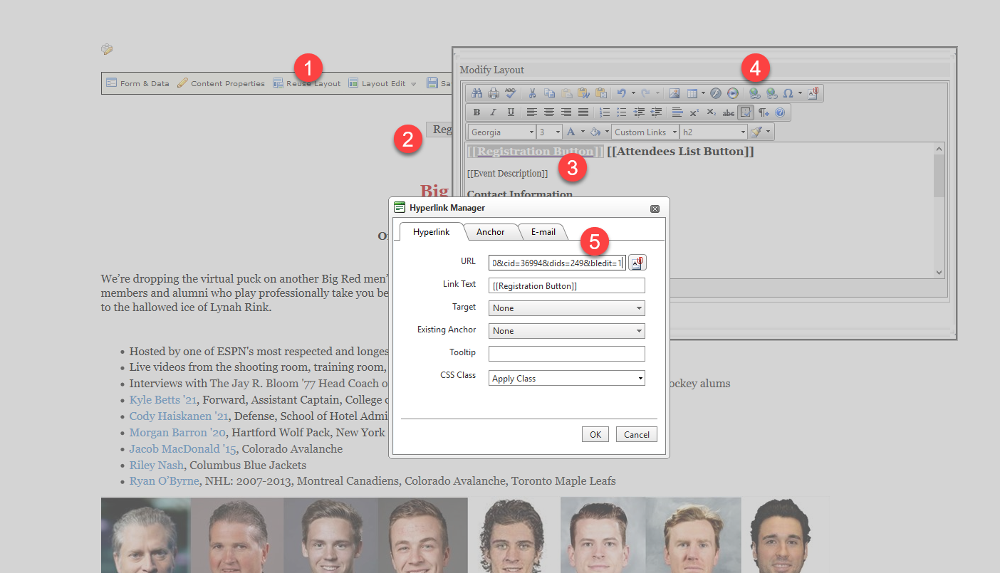 1
4
Modify Layout
Form & Data Content Properties Reuse Layout Layout Edit Sa
ABC
B I U abc
Georgia 3 A Custom Links h2
2
Reg
[[Registration Button]] [[Attendees List Button]]
3
[[Event Description]]
Contact Information
Big
Hyperlink Manager
Hyperlink Anchor E-mail
5
URL 0&cid=36994&dids=249&bledit=1
Link Text [[Registration Button]]
Target None
Existing Anchor None
Tooltip
CSS Class Apply Class
OK Cancel
We’re dropping the virtual puck on another Big Red men’
members and alumni who play professionally take you be
to the hallowed ice of Lynah Rink.
• Hosted by one of ESPN's most respected and longes
• Live videos from the shooting room, training room,
• Interviews with The Jay R. Bloom '77 Head Coach o ockey alums
• Kyle Betts '21, Forward, Assistant Captain, College o
• Cody Haiskanen '21, Defense, School of Hotel Admi
• Morgan Barron '20, Hartford Wolf Pack, New York
• Jacob MacDonald '15, Colorado Avalanche
• Riley Nash, Columbus Blue Jackets
• Ryan O’Byrne, NHL: 2007-2013, Montreal Canadiens, Colorado Avalanche, Toronto Maple Leafs